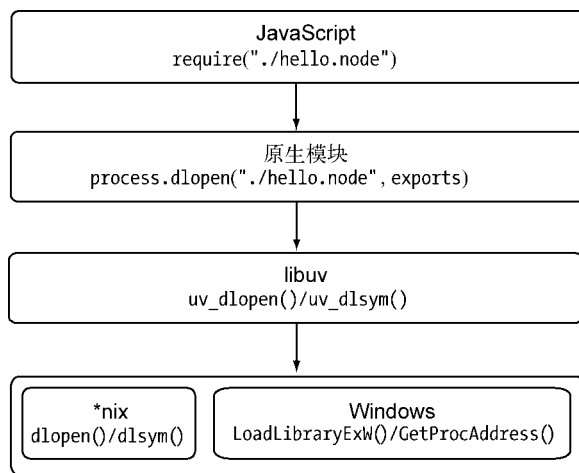 JavaScript
require("./hello.node")
原生模块
process.dlopen("./hello.node", exports)
libuv
uv_dlopen()/uv_dlsym()
*nix
dlopen()/dlsym()
Windows
LoadLibraryExW()/GetProcAddress()